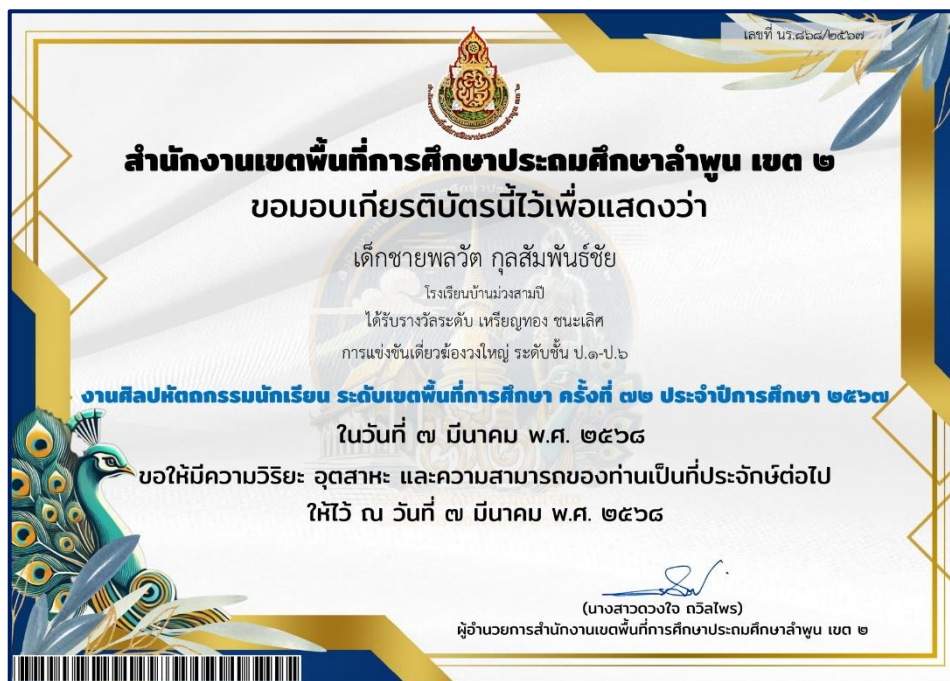 เลขที่ นร.๘๖๘/๒๕๖๗
สำนักงานเขตพื้นที่การศึกษาประถมศึกษาลำพูน เขต ๒
ขอมอบเกียรติบัตรนี้ไว้เพื่อแสดงว่า
เด็กชายพลวัต กุลสัมพันธ์ชัย
โรงเรียนบ้านม่วงสามปี
ได้รับรางวัลระดับ เหรียญทอง ชนะเลิศ
การแข่งขันเดี่ยวฆ้องวงใหญ่ ระดับชั้น ป.๑-ป.๖
งานศิลปหัตถกรรมนักเรียน ระดับเขตพื้นที่การศึกษา ครั้งที่ ๗๒ ประจำปีการศึกษา ๒๕๖๗
ในวันที่ ๗ มีนาคม พ.ศ. ๒๕๖๘
ขอให้มีความวิริยะ อุตสาหะ และความสามารถของท่านเป็นที่ประจักษ์ต่อไป
ให้ไว้ ณ วันที่ ๗ มีนาคม พ.ศ. ๒๕๖๘
(นางสาวดวงใจ ถวิลไพร)
ผู้อำนวยการสำนักงานเขตพื้นที่การศึกษาประถมศึกษาลำพูน เขต ๒